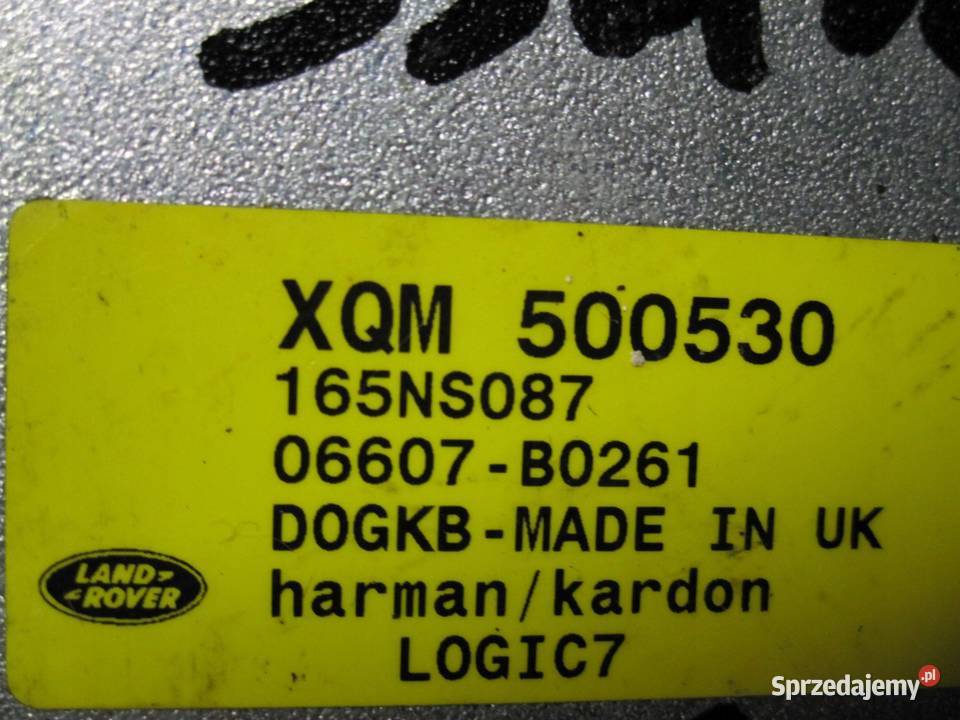 XQM 500530
165NS087
06607-B0261
DOGKB-MADE IN UK
LAND
ROVER
harman/kardon
LOGIC7
Sprzedajemy.pl